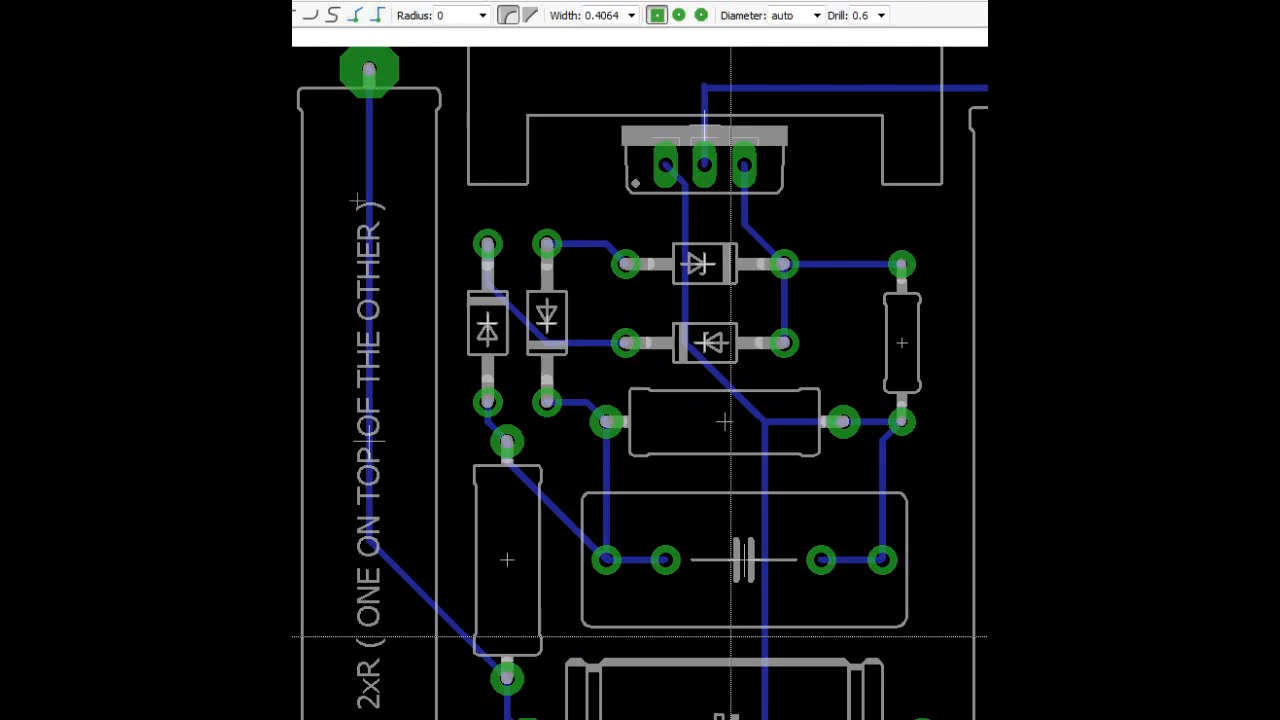 Radius: 0
Width: 0.4064
Diameter: auto
Drill: 0.6
2xR ( ONE ON TOP OF THE OTHER )